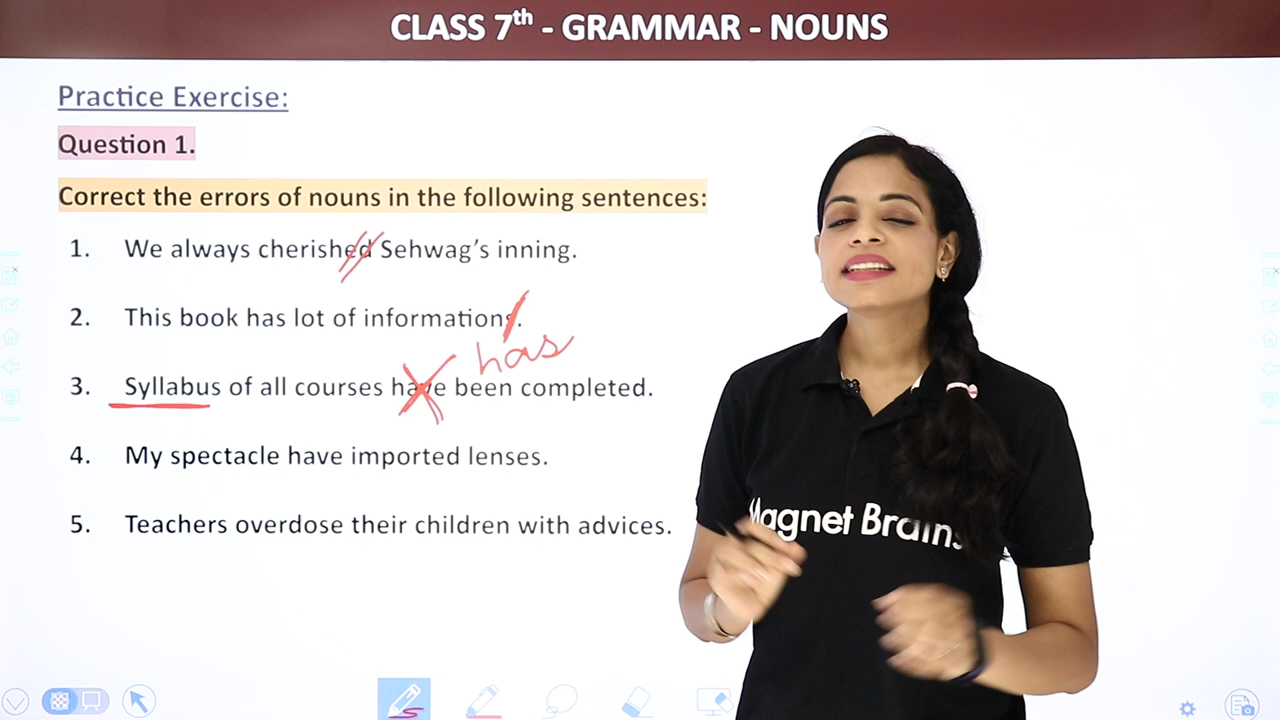 CLASS 7th - GRAMMAR - NOUNS
Practice Exercise:
Question 1.
Correct the errors of nouns in the following sentences:
1. We always cherished Sehwag's inning.
2. This book has lot of informations.
has
3. Syllabus of all courses have been completed.
4. My spectacle have imported lenses.
5. Teachers overdose their children with advices.
Magnet Brains